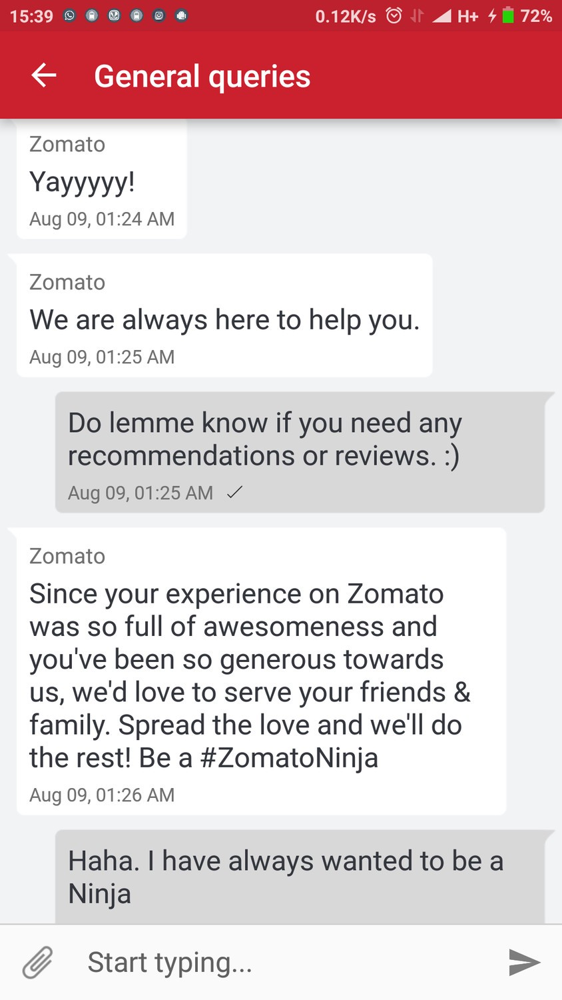 15:39 0.12K/s H+ 72%
General queries
Zomato
Yayyyyy!
Aug 09, 01:24 AM
Zomato
We are always here to help you.
Aug 09, 01:25 AM
Do lemme know if you need any
recommendations or reviews. :)
Aug 09, 01:25 AM
Zomato
Since your experience on Zomato
was so full of awesomeness and
you've been so generous towards
us, we'd love to serve your friends &
family. Spread the love and we'll do
the rest! Be a #ZomatoNinja
Aug 09, 01:26 AM
Haha. I have always wanted to be a
Ninja
Start typing...